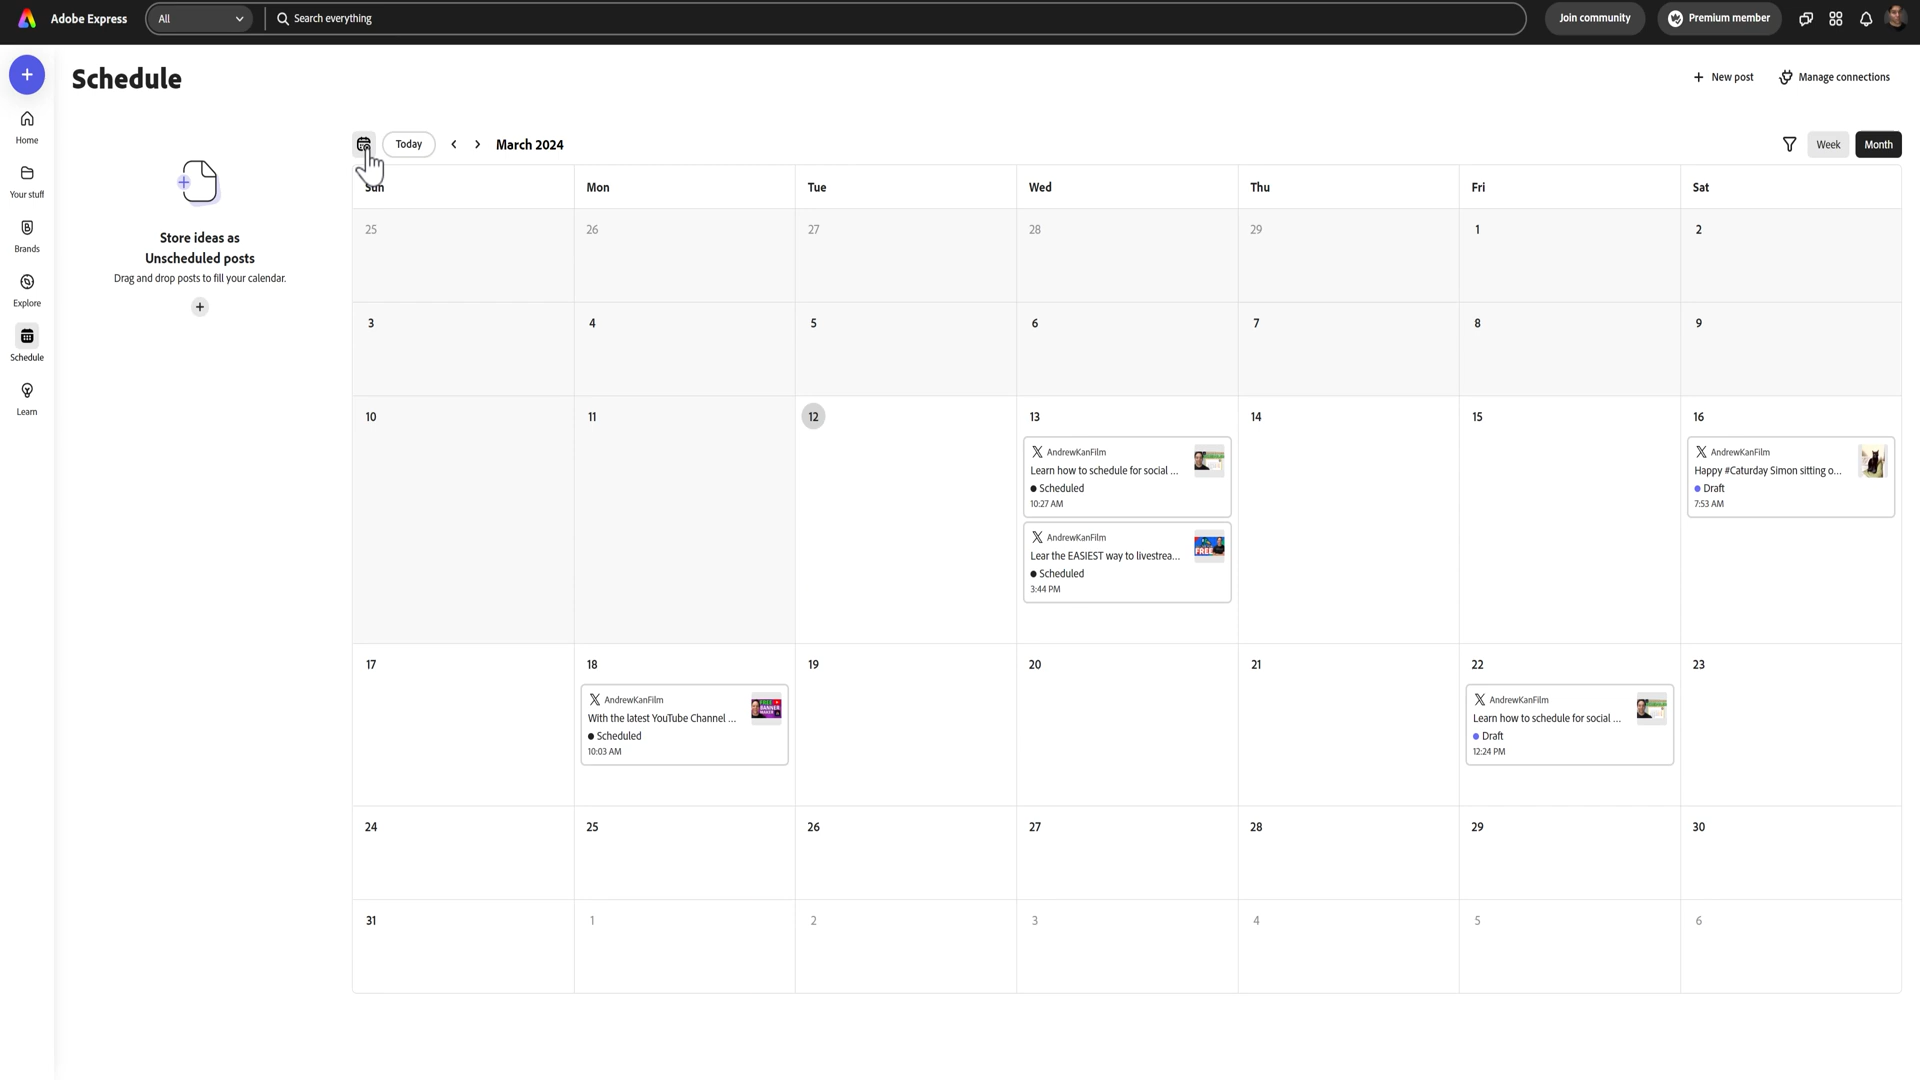 Adobe Express
All
Search everything
Join community
Premium member
Schedule
New post
Manage connections
Home
Your stuff
Brands
Explore
Schedule
Learn
Store ideas as
Unscheduled posts
Drag and drop posts to fill your calendar.
Today
March 2024
Week
Month
Sun Mon Tue Wed Thu Fri Sat
25 26 27 28 29 1 2
3 4 5 6 7 8 9
10 11 12 13 14 15 16
AndrewKanFilm
Learn how to schedule for social ...
Scheduled
10:27 AM
AndrewKanFilm
Lear the EASIEST way to livestrea...
FREE
Scheduled
3:44 PM
AndrewKanFilm
Happy #Caturday Simon sitting o...
Draft
7:53 AM
17 18 19 20 21 22 23
AndrewKanFilm
With the latest YouTube Channel ...
FREE
BANNER
MAKER
Scheduled
10:03 AM
AndrewKanFilm
Learn how to schedule for social ...
Draft
12:24 PM
24 25 26 27 28 29 30
31 1 2 3 4 5 6